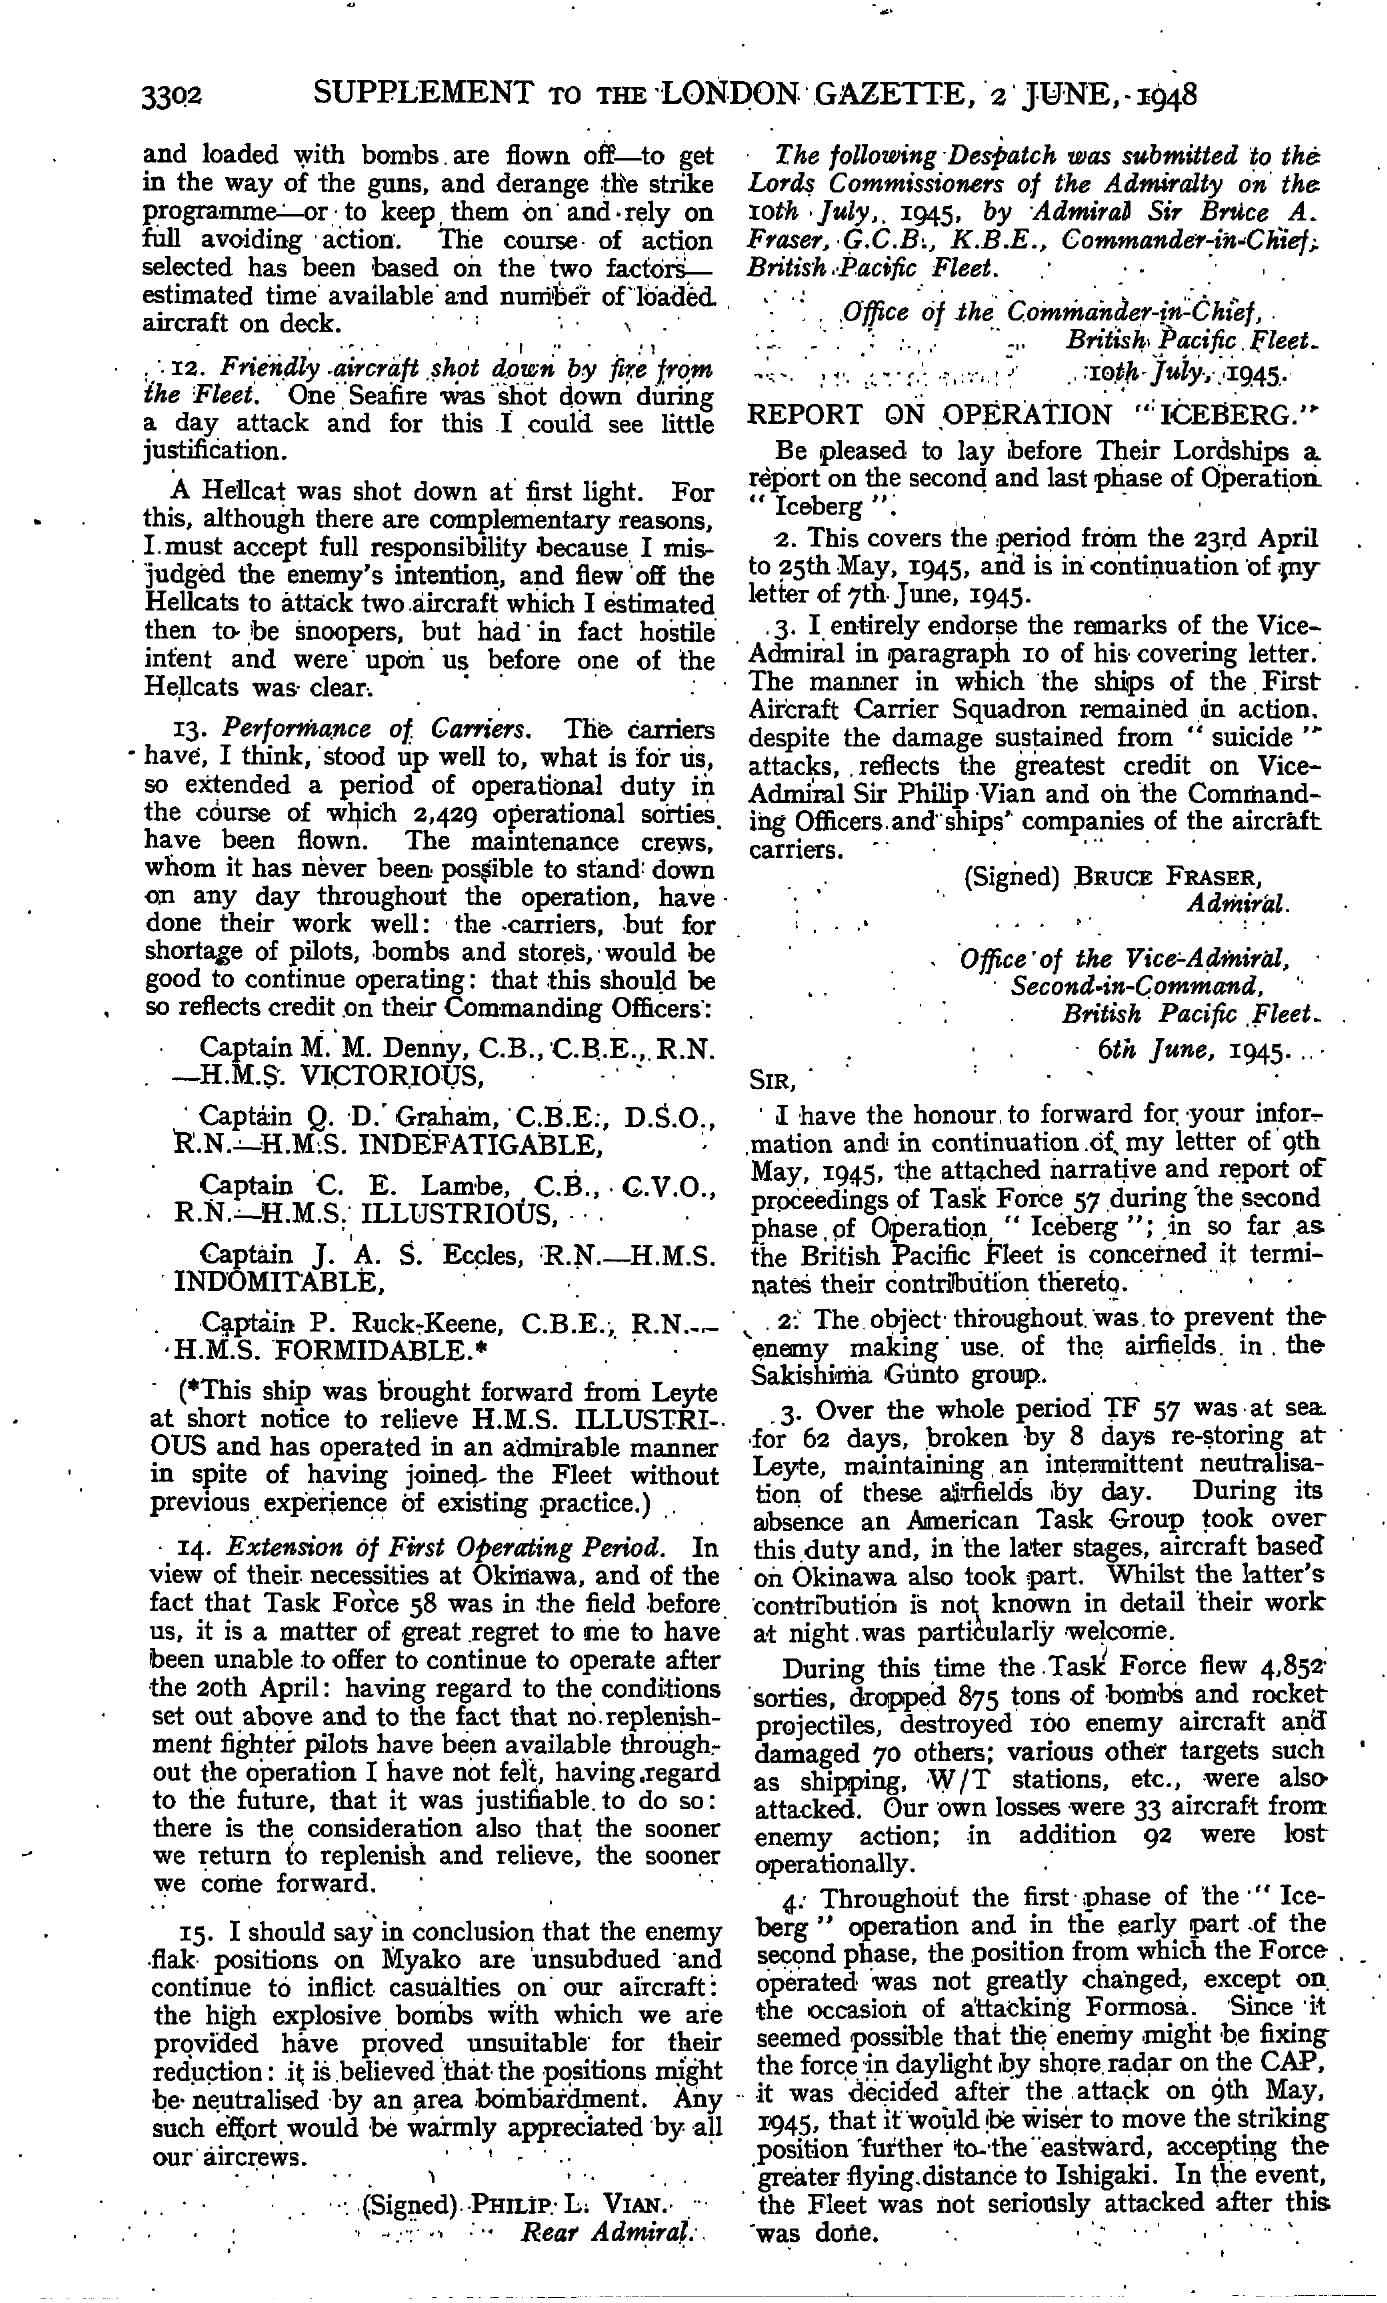 3302 SUPPLEMENT TO THE LONDON GAZETTE, 2 JUNE, 1948
and loaded with bombs are flown off—to get
in the way of the guns, and derange the strike
programme—or to keep them on and rely on
full avoiding action. The course of action
selected has been based on the two factors—
estimated time available and number of loaded
aircraft on deck.
12. Friendly aircraft shot down by fire from
the Fleet. One Seafire was shot down during
a day attack and for this I could see little
justification.
A Hellcat was shot down at first light. For
this, although there are complementary reasons,
I must accept full responsibility because I mis-
judged the enemy's intention, and flew off the
Hellcats to attack two aircraft which I estimated
then to be snoopers, but had in fact hostile
intent and were upon us before one of the
Hellcats was clear.
13. Performance of Carriers. The carriers
have, I think, stood up well to, what is for us,
so extended a period of operational duty in
the course of which 2,429 operational sorties
have been flown. The maintenance crews,
whom it has never been possible to stand down
on any day throughout the operation, have
done their work well: the carriers, but for
shortage of pilots, bombs and stores, would be
good to continue operating: that this should be
so reflects credit on their Commanding Officers:
Captain M. M. Denny, C.B., C.B.E., R.N.
—H.M.S. VICTORIOUS,
Captain Q. D. Graham, C.B.E., D.S.O.,
R.N.—H.M.S. INDEFATIGABLE,
Captain C. E. Lambe, C.B., C.V.O.,
R.N.—H.M.S. ILLUSTRIOUS,
Captain J. A. S. Eccles, R.N.—H.M.S.
INDOMITABLE,
Captain P. Ruck-Keene, C.B.E., R.N.—
H.M.S. FORMIDABLE.*
(*This ship was brought forward from Leyte
at short notice to relieve H.M.S. ILLUSTRI-
OUS and has operated in an admirable manner
in spite of having joined the Fleet without
previous experience of existing practice.)
14. Extension of First Operating Period. In
view of their necessities at Okinawa, and of the
fact that Task Force 58 was in the field before
us, it is a matter of great regret to me to have
been unable to offer to continue to operate after
the 20th April: having regard to the conditions
set out above and to the fact that no replenish-
ment fighter pilots have been available through-
out the operation I have not felt, having regard
to the future, that it was justifiable to do so:
there is the consideration also that the sooner
we return to replenish and relieve, the sooner
we come forward.
15. I should say in conclusion that the enemy
flak positions on Myako are unsubdued and
continue to inflict casualties on our aircraft:
the high explosive bombs with which we are
provided have proved unsuitable for their
reduction: it is believed that the positions might
be neutralised by an area bombardment. Any
such effort would be warmly appreciated by all
our aircrews.
(Signed) PHILIP L. VIAN.
Rear Admiral.
The following Despatch was submitted to the
Lords Commissioners of the Admiralty on the
10th July, 1945, by Admiral Sir Bruce A.
Fraser, G.C.B., K.B.E., Commander-in-Chief,
British Pacific Fleet.
Office of the Commander-in-Chief,
British Pacific Fleet.
10th July, 1945.
REPORT ON OPERATION "ICEBERG."
Be pleased to lay before Their Lordships a
report on the second and last phase of Operation
"Iceberg".
2. This covers the period from the 23rd April
to 25th May, 1945, and is in continuation of my
letter of 7th June, 1945.
3. I entirely endorse the remarks of the Vice-
Admiral in paragraph 10 of his covering letter.
The manner in which the ships of the First
Aircraft Carrier Squadron remained in action,
despite the damage sustained from "suicide"
attacks, reflects the greatest credit on Vice-
Admiral Sir Philip Vian and on the Command-
ing Officers and ships' companies of the aircraft
carriers.
(Signed) BRUCE FRASER,
Admiral.
Office of the Vice-Admiral,
Second-in-Command,
British Pacific Fleet.
6th June, 1945.
SIR,
I have the honour to forward for your infor-
mation and in continuation of my letter of 9th
May, 1945, the attached narrative and report of
proceedings of Task Force 57 during the second
phase of Operation "Iceberg"; in so far as
the British Pacific Fleet is concerned it termi-
nates their contribution thereto.
2. The object throughout was to prevent the
enemy making use of the airfields in the
Sakishima Gunto group.
3. Over the whole period TF 57 was at sea
for 62 days, broken by 8 days re-storing at
Leyte, maintaining an intermittent neutralisa-
tion of these airfields by day. During its
absence an American Task Group took over
this duty and, in the later stages, aircraft based
on Okinawa also took part. Whilst the latter's
contribution is not known in detail their work
at night was particularly welcome.
During this time the Task Force flew 4,852
sorties, dropped 875 tons of bombs and rocket
projectiles, destroyed 100 enemy aircraft and
damaged 70 others; various other targets such
as shipping, W/T stations, etc., were also
attacked. Our own losses were 33 aircraft from
enemy action; in addition 92 were lost
operationally.
4. Throughout the first phase of the "Ice-
berg" operation and in the early part of the
second phase, the position from which the Force
operated was not greatly changed, except on
the occasion of attacking Formosa. Since it
seemed possible that the enemy might be fixing
the force in daylight by shore radar on the CAP,
it was decided after the attack on 9th May,
1945, that it would be wiser to move the striking
position further to the eastward, accepting the
greater flying distance to Ishigaki. In the event,
the Fleet was not seriously attacked after this
was done.